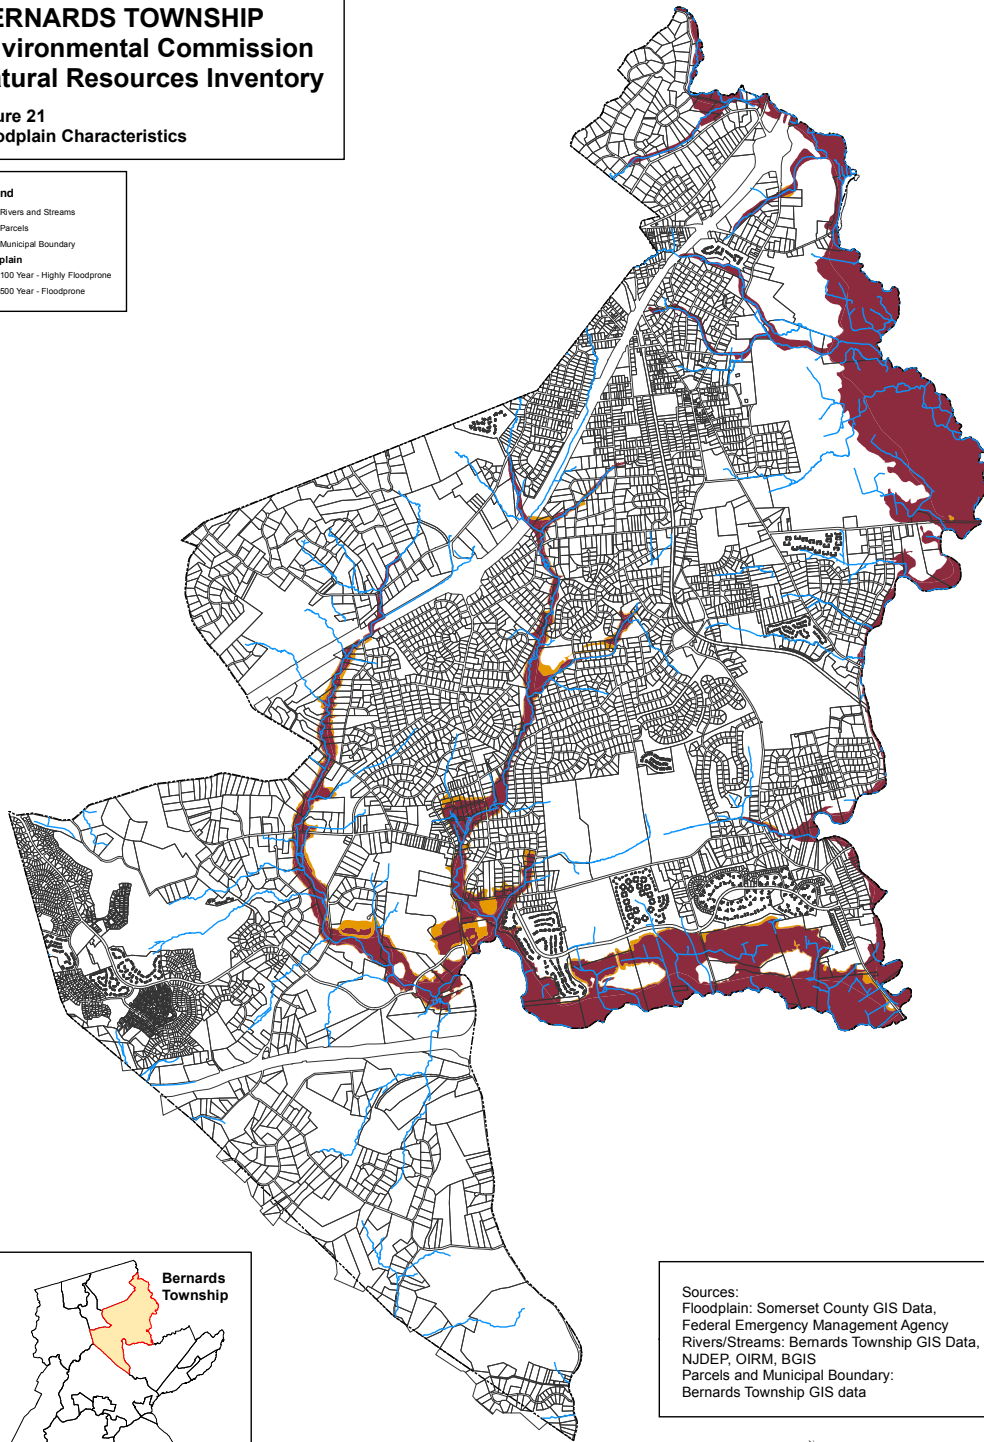 ERNARDS TOWNSHIP
vironmental Commission
atural Resources Inventory
ure 21
odplain Characteristics
nd
Rivers and Streams
Parcels
Municipal Boundary
plain
100 Year - Highly Floodprone
500 Year - Floodprone
Bernards
Township
Sources:
Floodplain: Somerset County GIS Data,
Federal Emergency Management Agency
Rivers/Streams: Bernards Township GIS Data,
NJDEP, OIRM, BGIS
Parcels and Municipal Boundary:
Bernards Township GIS data